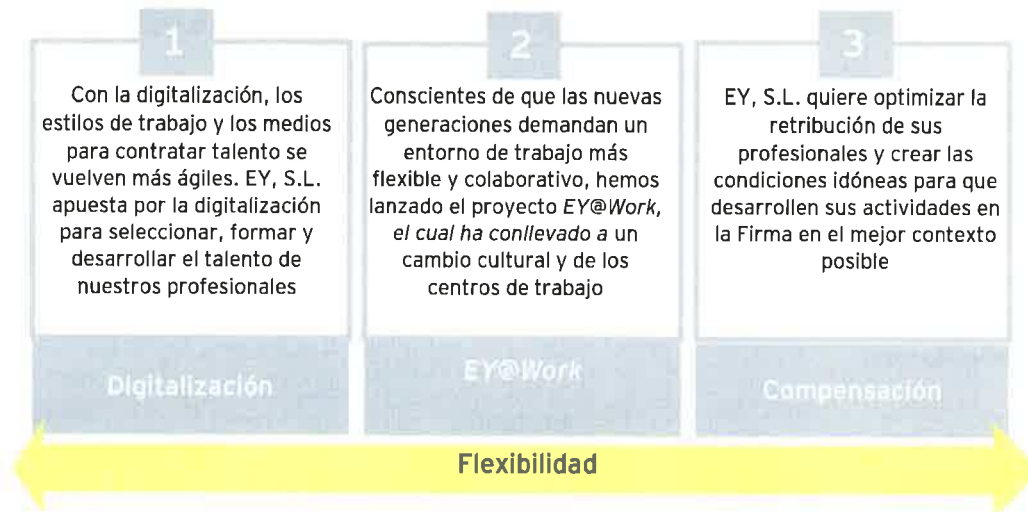 1
Con la digitalización, los
estilos de trabajo y los medios
para contratar talento se
vuelven más ágiles. EY, S.L.
apuesta por la digitalización
para seleccionar, formar y
desarrollar el talento de
nuestros profesionales
Digitalización
2
Conscientes de que las nuevas
generaciones demandan un
entorno de trabajo más
flexible y colaborativo, hemos
lanzado el proyecto EY@Work,
el cual ha conllevado a un
cambio cultural y de los
centros de trabajo
EY@Work
3
EY, S.L. quiere optimizar la
retribución de sus
profesionales y crear las
condiciones idóneas para que
desarrollen sus actividades en
la Firma en el mejor contexto
posible
Compensación
Flexibilidad